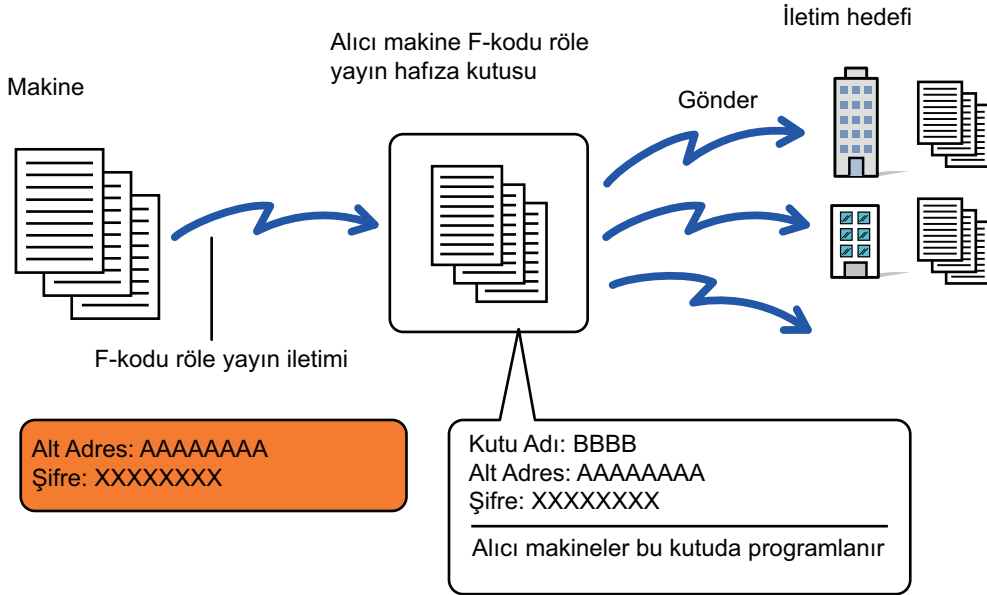 İletim hedefi
Alıcı makine F-kodu röle
yayın hafıza kutusu
Makine
Gönder
F-kodu röle yayın iletimi
Alt Adres: AAAAAAAA
Şifre: XXXXXXXX
Kutu Adı: BBBB
Alt Adres: AAAAAAAA
Şifre: XXXXXXXX
Alıcı makineler bu kutuda programlanır